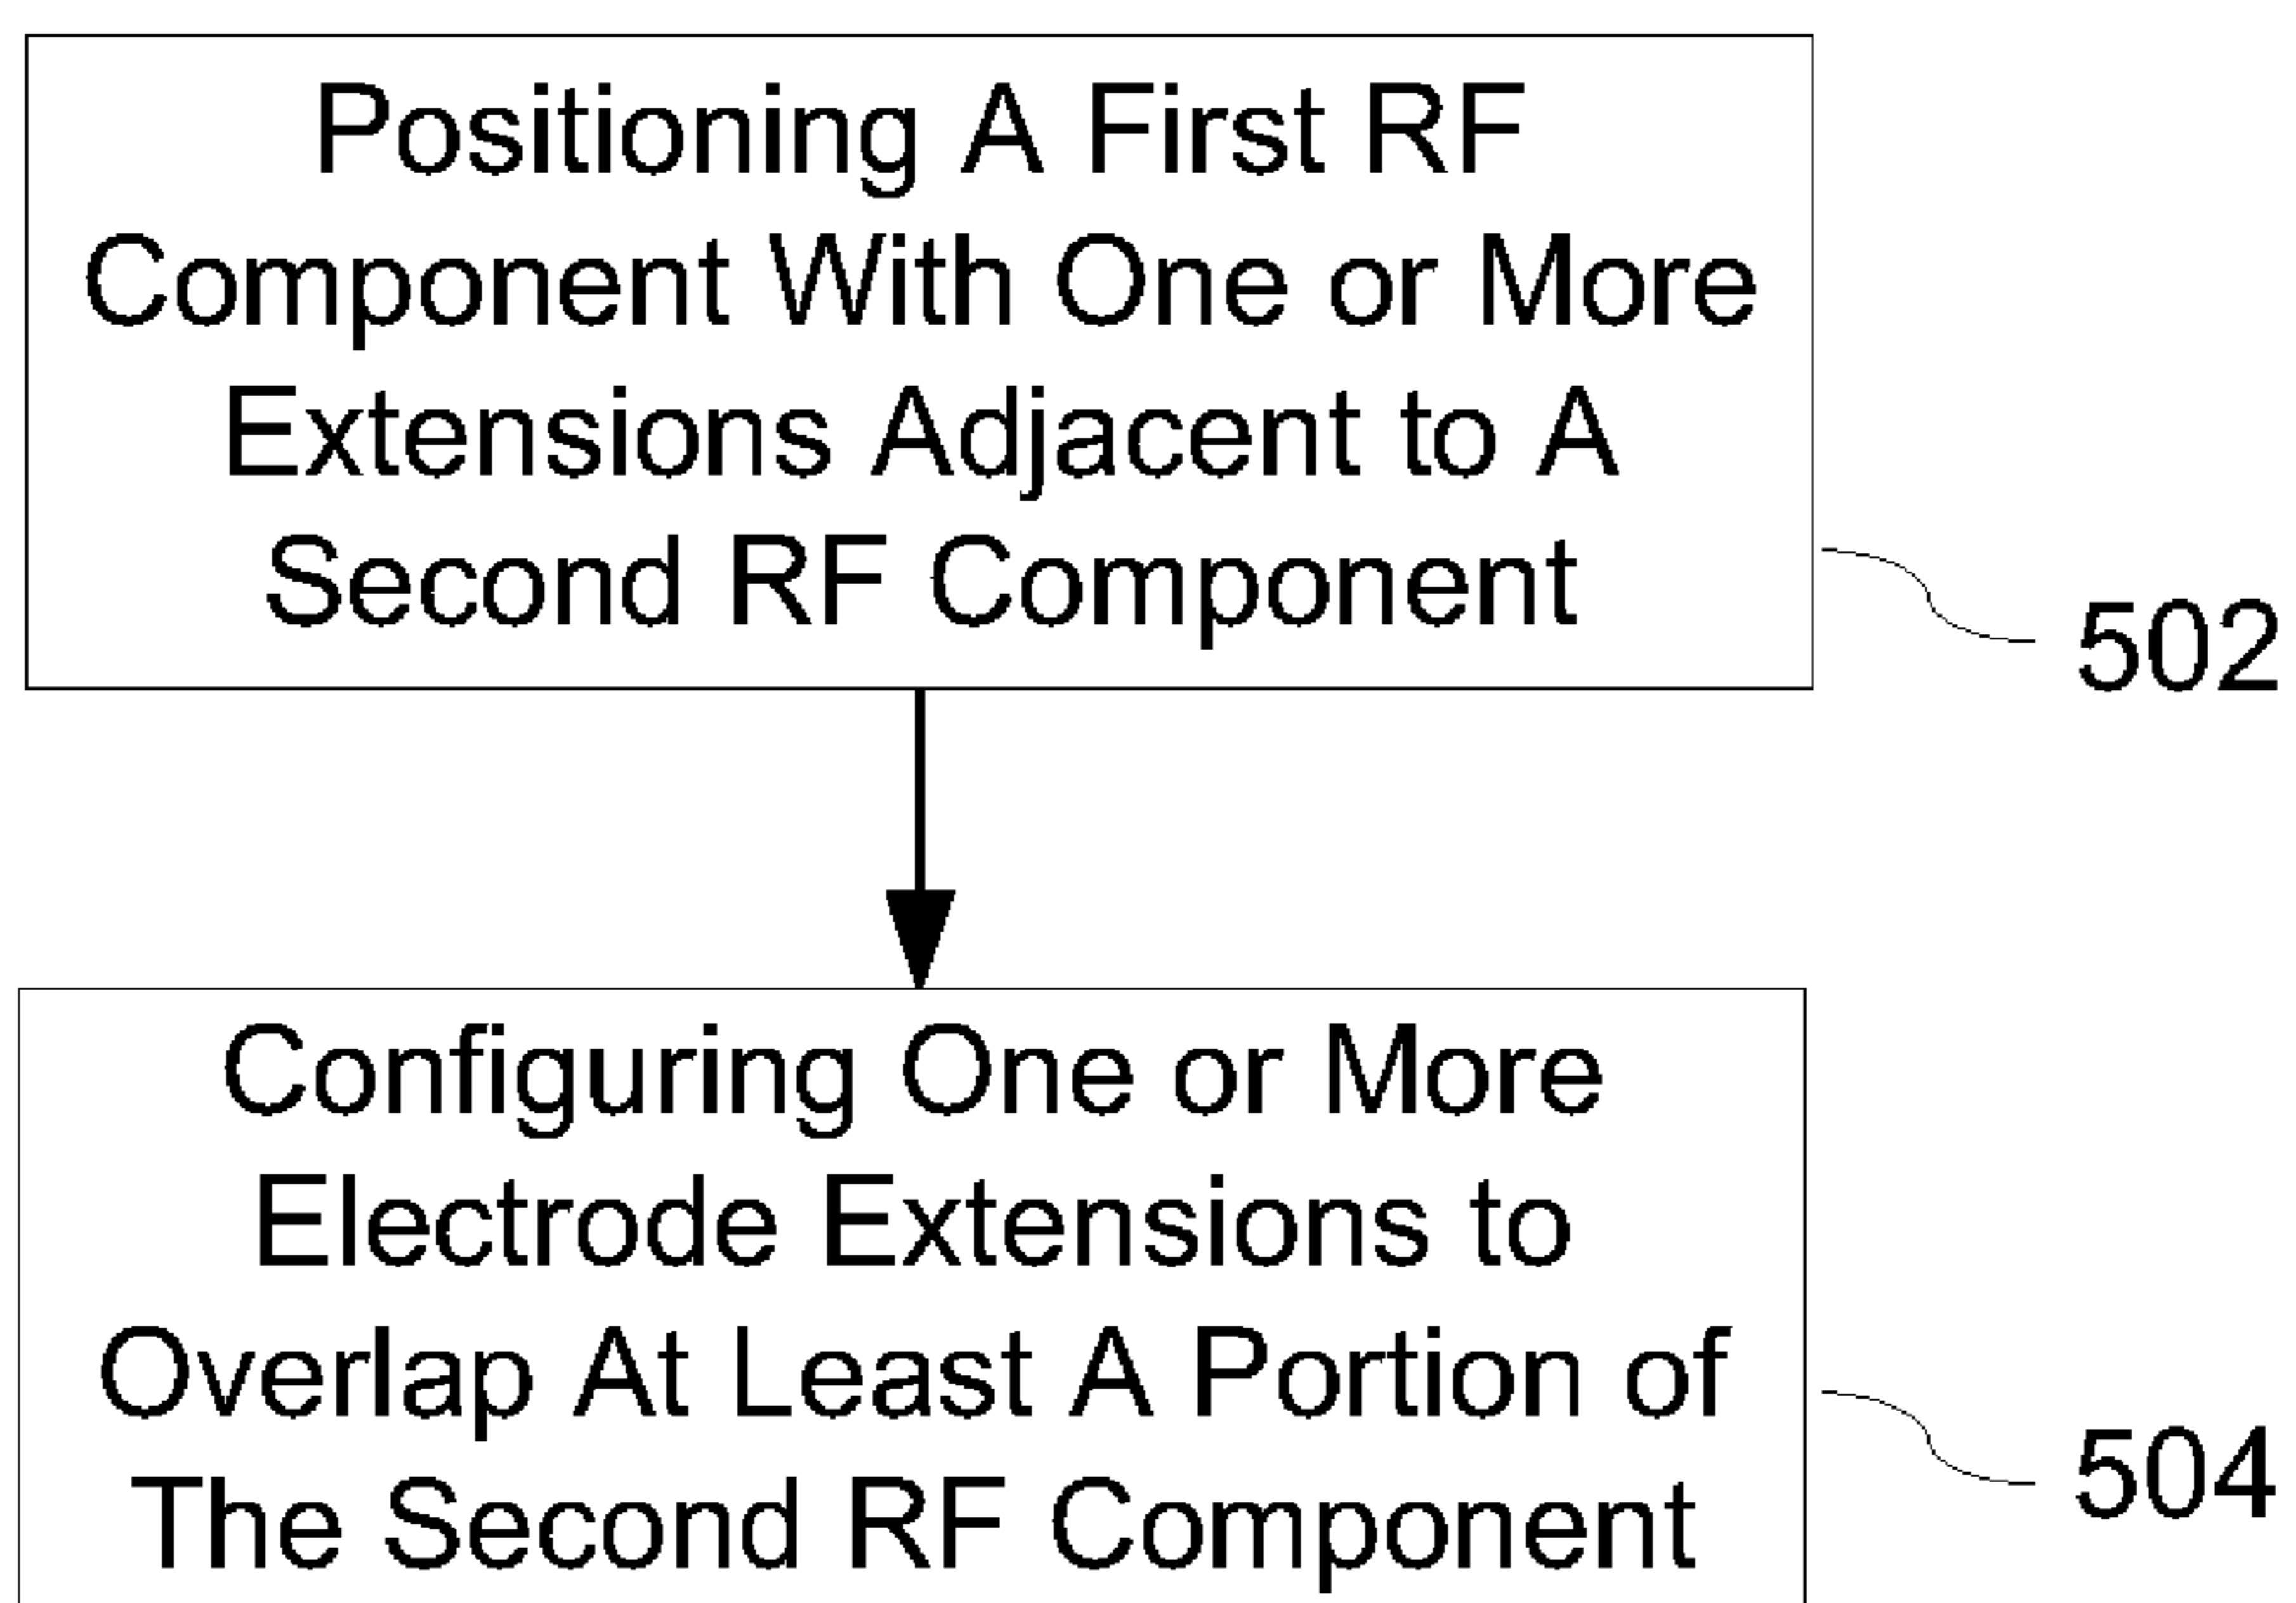 Positioning A First RF
Component With One or More
Extensions Adjacent to A
Second RF Component
502
Configuring One or More
Electrode Extensions to
Overlap At Least A Portion of
The Second RF Component
504